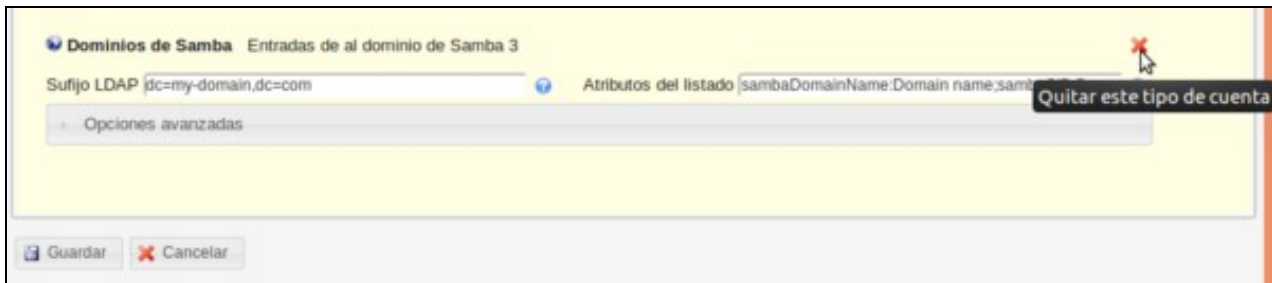 Dominios de Samba Entradas de al dominio de Samba 3
Sufijo LDAP dc=my-domain,dc=com Atributos del listado sambaDomainName:Domain name;sam
Quitar este tipo de cuenta
Opciones avanzadas
Guardar Cancelar